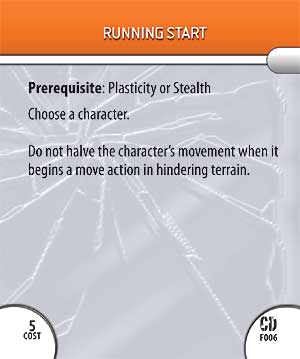 RUNNING START
Prerequisite: Plasticity or Stealth
Choose a character.
Do not halve the character's movement when it
begins a move action in hindering terrain.
5
COST
CD
F006